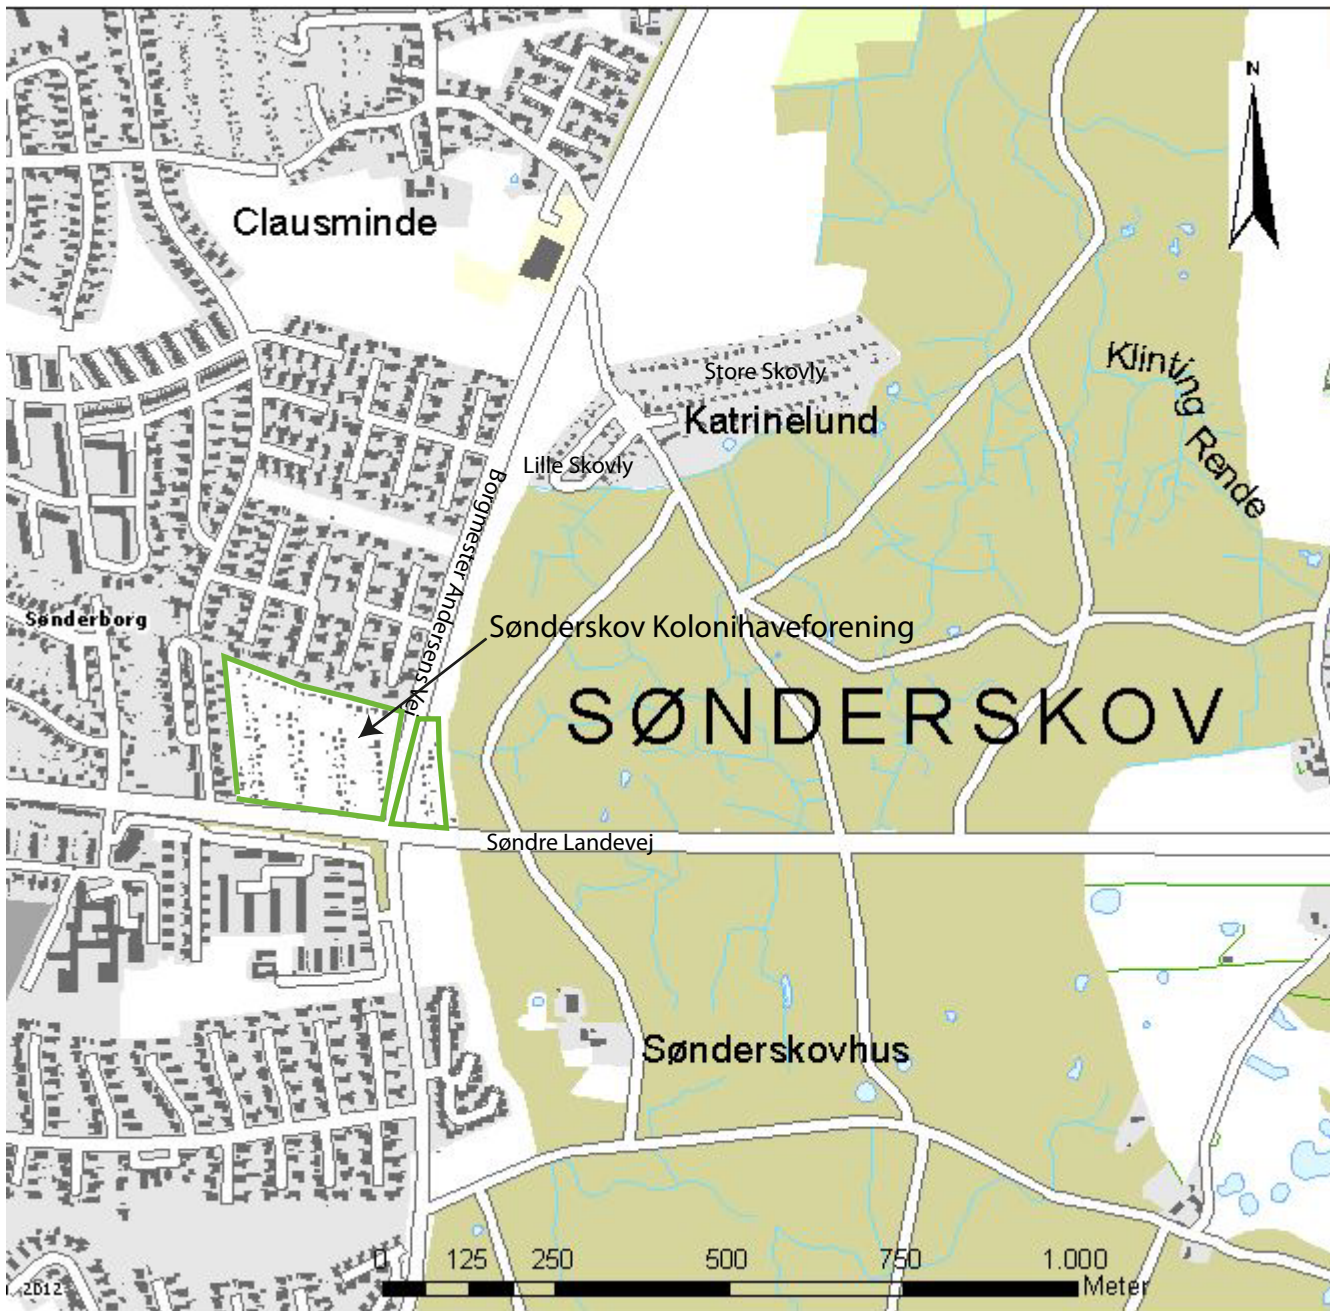 N
Clausminde
Klinting Rende
Store Skovly
Katrinelund
Lille Skovly
Borgmester Andersens Vej
Sønderborg
Sønderskov Kolonihaveforening
SØNDERSKOV
Søndre Landevej
Sønderskovhus
0 125 250 500 750 1.000
Meter
2012